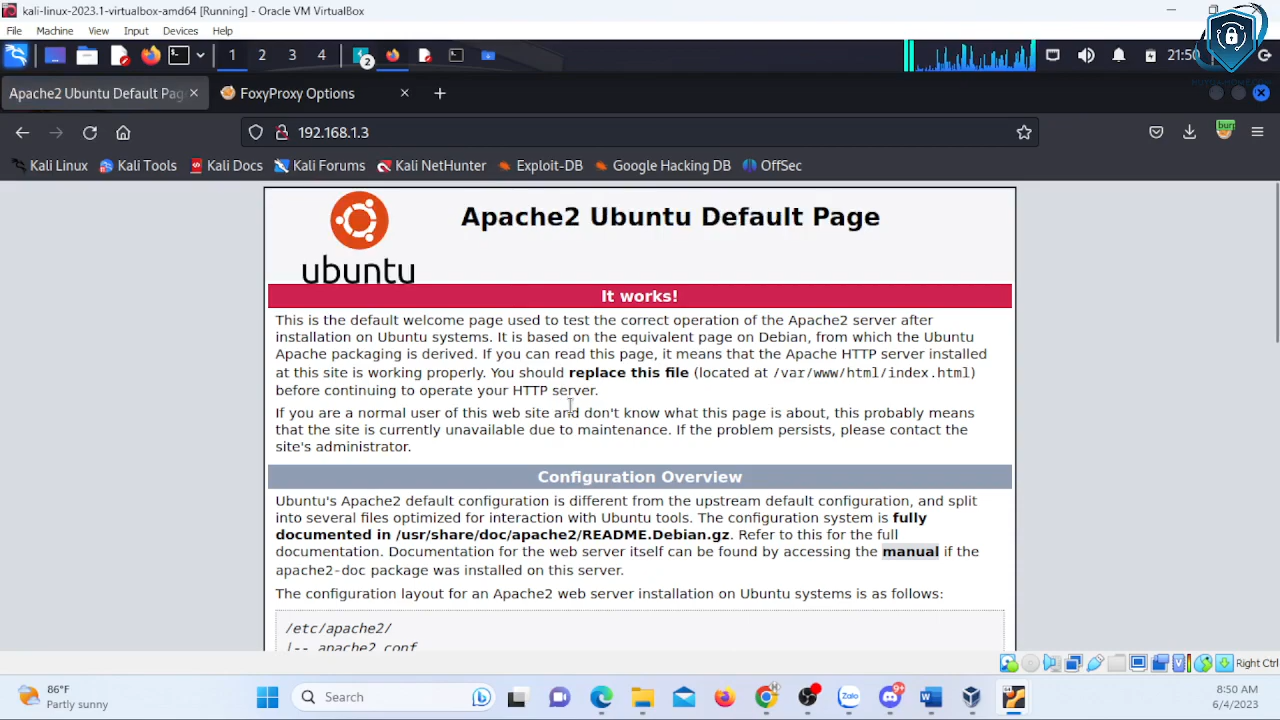 kali-linux-2023.1-virtualbox-amd64 [Running] - Oracle VM VirtualBox
File Machine View Input Devices Help
1 2 3 4 2 21:50
Apache2 Ubuntu Default Pag FoxyProxy Options
192.168.1.3 burp
Kali Linux Kali Tools Kali Docs Kali Forums Kali NetHunter Exploit-DB Google Hacking DB OffSec
ubuntu
Apache2 Ubuntu Default Page
It works!
This is the default welcome page used to test the correct operation of the Apache2 server after
installation on Ubuntu systems. It is based on the equivalent page on Debian, from which the Ubuntu
Apache packaging is derived. If you can read this page, it means that the Apache HTTP server installed
at this site is working properly. You should replace this file (located at /var/www/html/index.html)
before continuing to operate your HTTP server.
If you are a normal user of this web site and don't know what this page is about, this probably means
that the site is currently unavailable due to maintenance. If the problem persists, please contact the
site's administrator.
Configuration Overview
Ubuntu's Apache2 default configuration is different from the upstream default configuration, and split
into several files optimized for interaction with Ubuntu tools. The configuration system is fully
documented in /usr/share/doc/apache2/README.Debian.gz. Refer to this for the full
documentation. Documentation for the web server itself can be found by accessing the manual if the
apache2-doc package was installed on this server.
The configuration layout for an Apache2 web server installation on Ubuntu systems is as follows:
/etc/apache2/
|-- apache2.conf
Right Ctrl
86°F
Partly sunny
Search
Zalo
9+
8:50 AM
6/4/2023